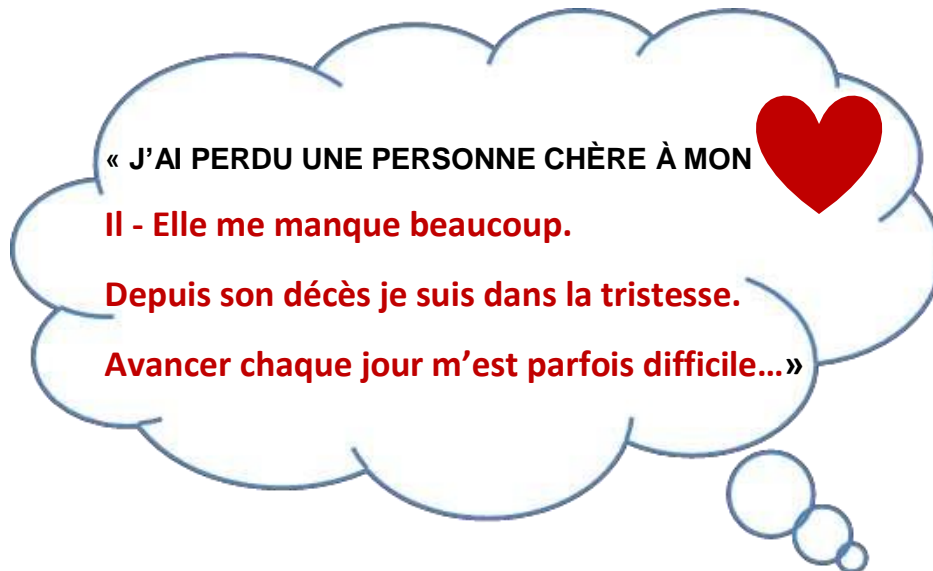 « J’AI PERDU UNE PERSONNE CHÈRE À MON
Il - Elle me manque beaucoup.
Depuis son décès je suis dans la tristesse.
Avancer chaque jour m’est parfois difficile…»